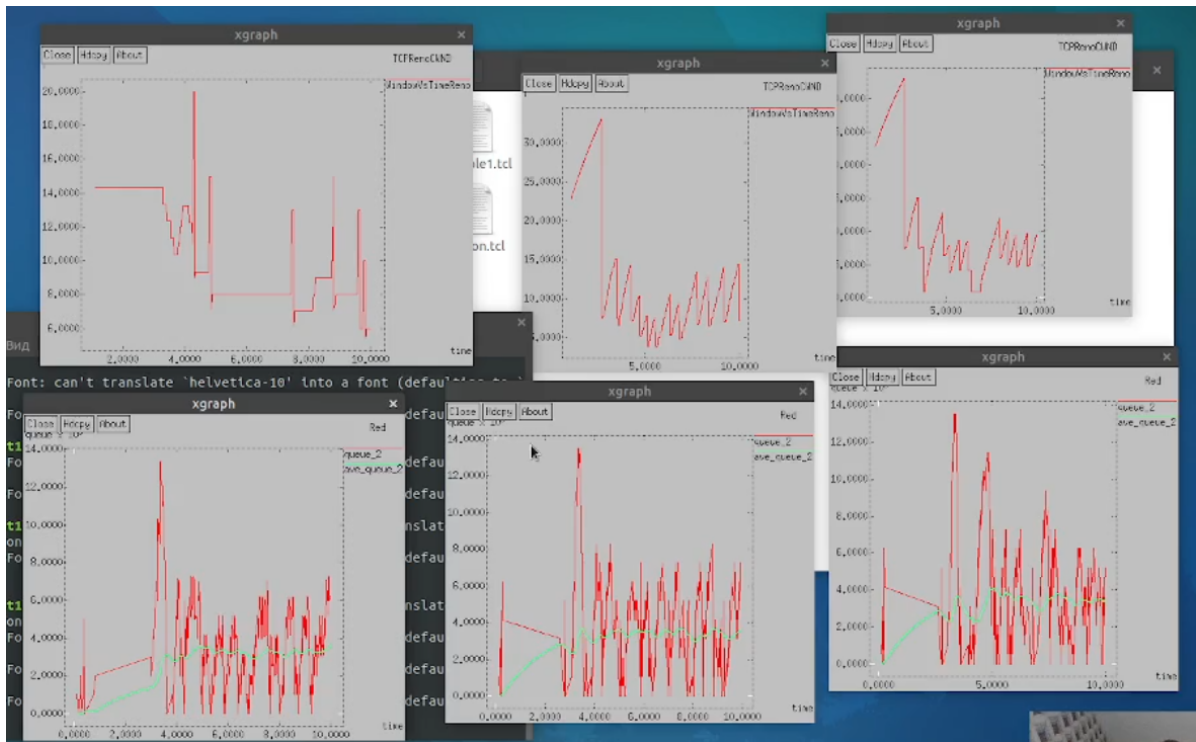 xgraph
Close Hdcpy About
TCPRenoCWND
WindowVsTimeReno
20.0000
18.0000
16.0000
14.0000
12.0000
10.0000
8.0000
6.0000
2.0000 4.0000 6.0000 8.0000 10.0000
time
xgraph
Close Hdcpy About
TCPRenoCWND
WindowVsTimeReno
30.0000
25.0000
20.0000
15.0000
10.0000
5.0000
5.0000 10.0000
time
xgraph
Close Hdcpy About
TCPRenoCWND
WindowVsTimeReno
5.0000 10.0000
time
le1.tcl
on.tcl
Вид
Font: can't translate `helvetica-10' into a font (defaulting to
xgraph
Close Hdcpy About
Red
queue_2
ave_queue_2
14.0000
12.0000
10.0000
8.0000
6.0000
4.0000
2.0000
0.0000
0.0000 2.0000 4.0000 6.0000 8.0000 10.0000
time
xgraph
Close Hdcpy About
Red
queue_2
ave_queue_2
14.0000
12.0000
10.0000
8.0000
6.0000
4.0000
2.0000
0.0000
0.0000 2.0000 4.0000 6.0000 8.0000 10.0000
time
xgraph
Close Hdcpy About
Red
queue_2
ave_queue_2
14.0000
12.0000
10.0000
8.0000
6.0000
4.0000
2.0000
0.0000
0.0000 5.0000 10.0000
time